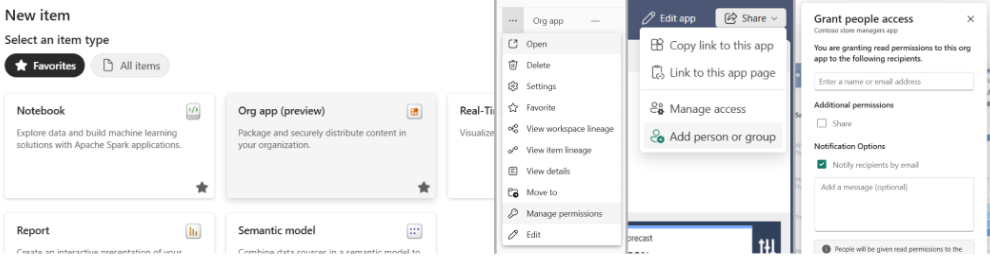 New item
Select an item type
Favorites
All items
Notebook
Explore data and build machine learning
solutions with Apache Spark applications.
Org app (preview)
Package and securely distribute content in
your organization.
Real-Ti
Visualize
Report
Create an interactive presentation of your
Semantic model
Combine data sources in a semantic model to
... Org app —
Open
Delete
Settings
Favorite
View workspace lineage
View item lineage
View details
Move to
Manage permissions
Edit
Edit app
Share
Copy link to this app
Link to this app page
Manage access
Add person or group
orecast
Grant people access
Contoso store managers app
You are granting read permissions to this org
app to the following recipients.
Enter a name or email address
Additional permissions
Share
Notification Options
Notify recipients by email
Add a message (optional)
People will be given read permissions to the